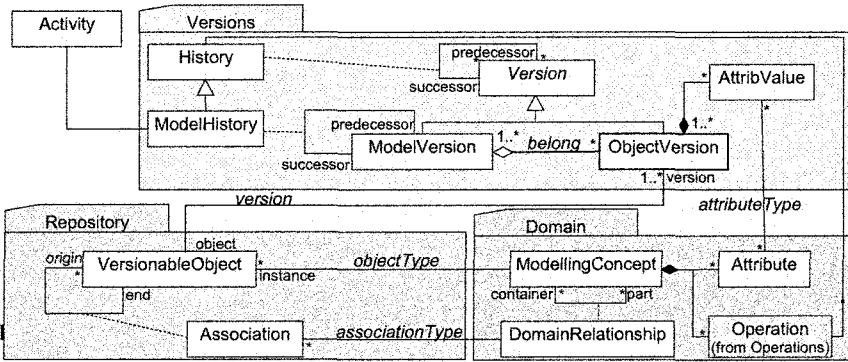 Activity
Versions
History
predecessor
* *
Version
successor
AttribValue
*
*
ModelHistory
predecessor
successor
ModelVersion
1..*
belong
*
1..*
ObjectVersion
1..* version
version
attributeType
Repository
Domain
object
origin
*
VersionableObject
*
instance
end
objectType
ModellingConcept
*
*
Attribute
container * * part
Association
*
associationType
DomainRelationship
*
Operation
(from Operations)